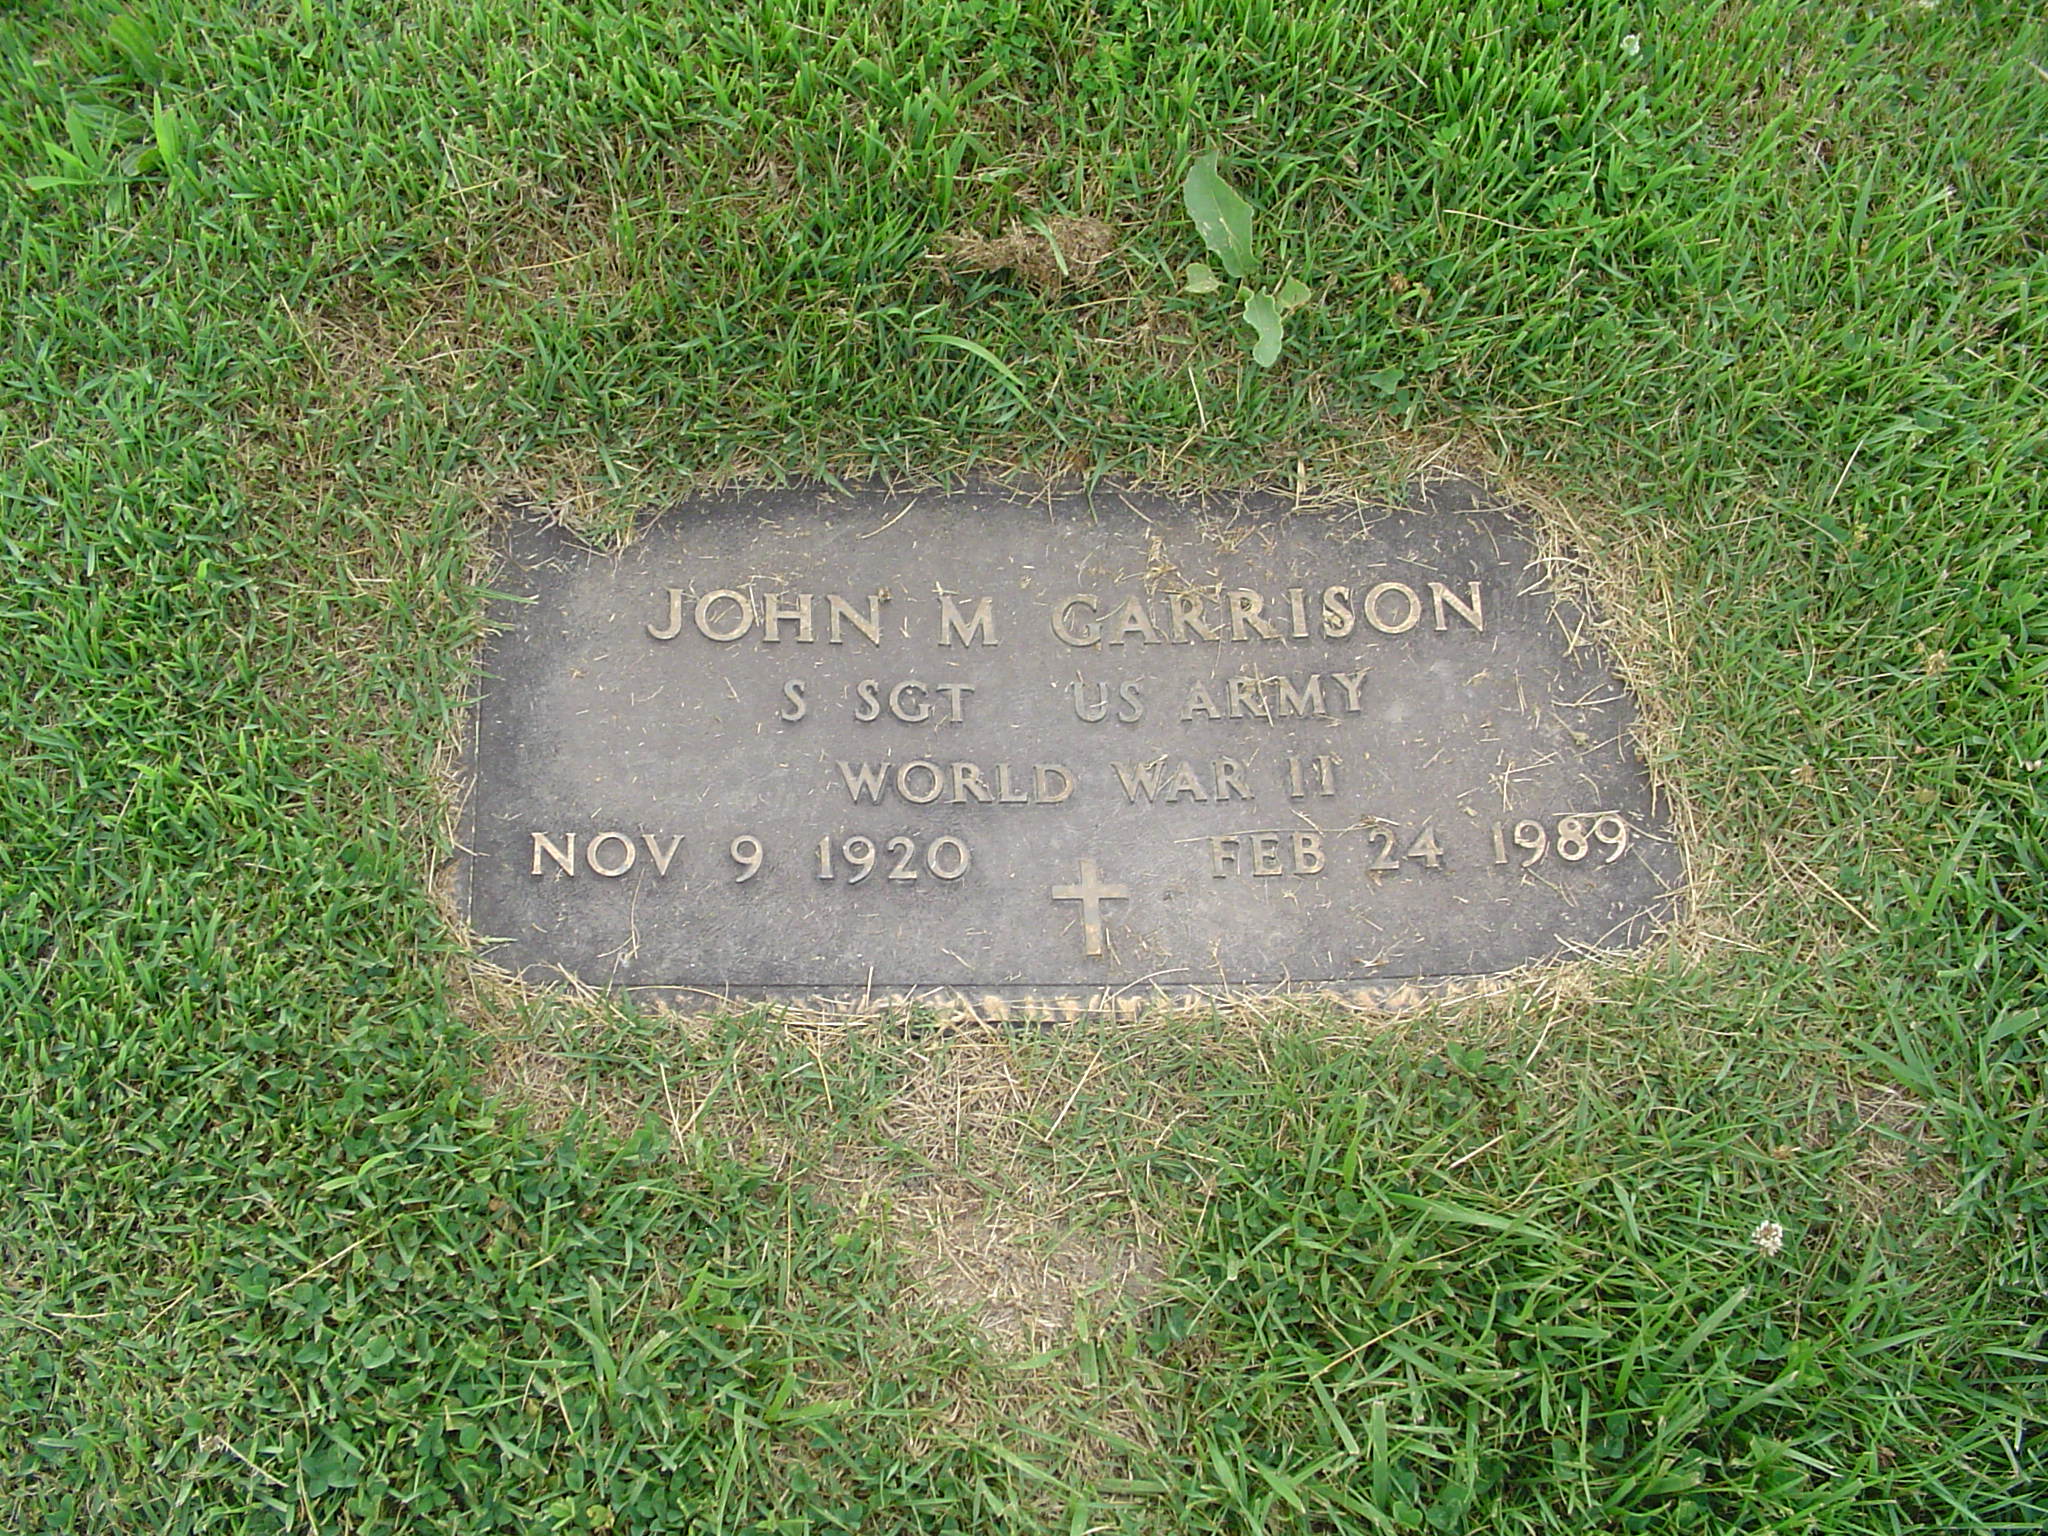 JOHN M GARRISON
S SGT US ARMY
WORLD WAR II
NOV 9 1920 FEB 24 1989